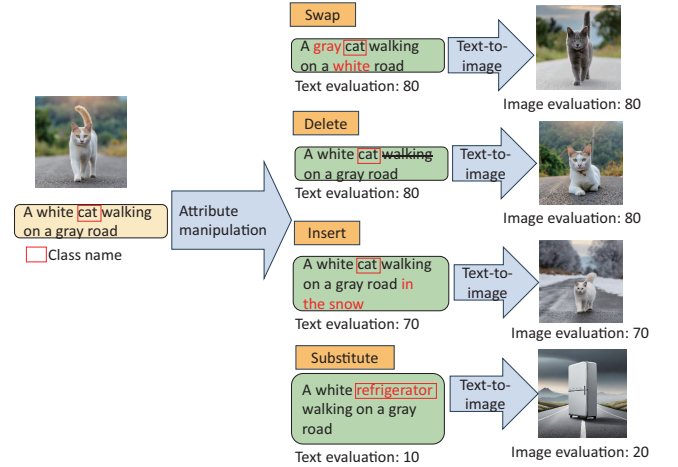 Swap
A gray cat walking
on a white road
Text evaluation: 80
Text-to-
image
Image evaluation: 80
Delete
A white cat walking
on a gray road
Text evaluation: 80
Text-to-
image
Image evaluation: 80
A white cat walking
on a gray road
Class name
Attribute
manipulation
Insert
A white cat walking
on a gray road in
the snow
Text evaluation: 70
Text-to-
image
Image evaluation: 70
Substitute
A white refrigerator
walking on a gray
road
Text evaluation: 10
Text-to-
image
Image evaluation: 20